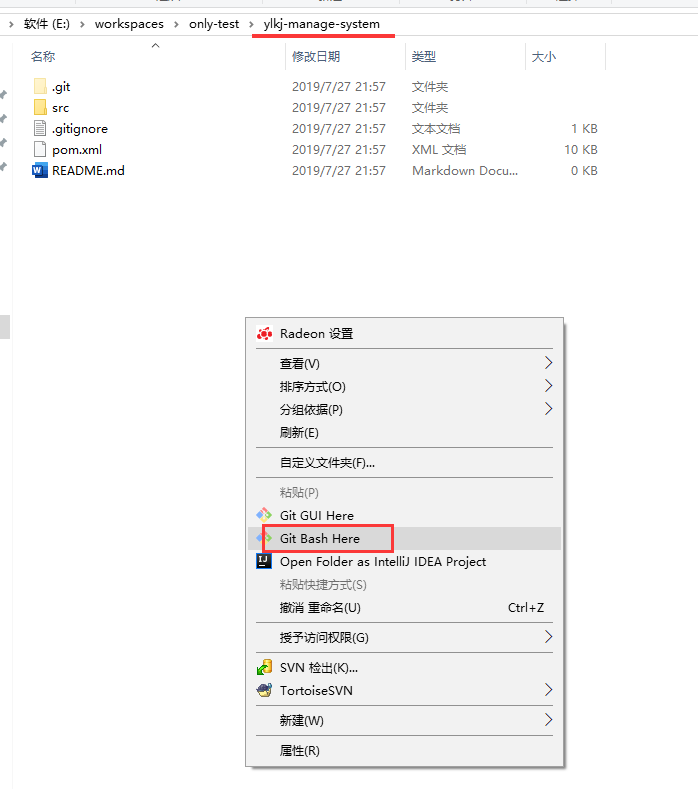 软件 (E:) > workspaces > only-test > ylkj-manage-system
名称 修改日期 类型 大小
.git 2019/7/27 21:57 文件夹
src 2019/7/27 21:57 文件夹
.gitignore 2019/7/27 21:57 文本文档 1 KB
pom.xml 2019/7/27 21:57 XML 文档 10 KB
README.md 2019/7/27 21:57 Markdown Docu... 0 KB
Radeon 设置
查看(V)
排序方式(O)
分组依据(P)
刷新(E)
自定义文件夹(F)...
粘贴(P)
Git GUI Here
Git Bash Here
Open Folder as IntelliJ IDEA Project
粘贴快捷方式(S)
撤消 重命名(U) Ctrl+Z
授予访问权限(G)
SVN 检出(K)...
TortoiseSVN
新建(W)
属性(R)